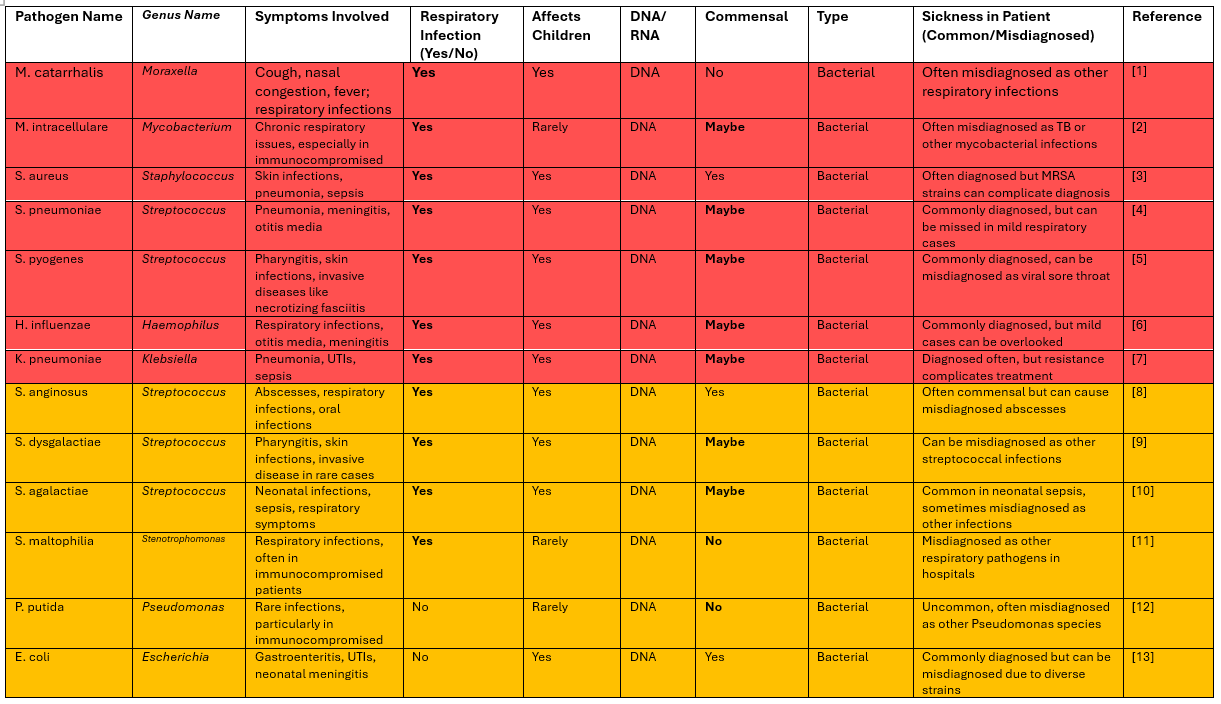 Pathogen Name Genus Name Symptoms Involved Respiratory Infection (Yes/No) Affects Children DNA/ RNA Commensal Type Sickness in Patient (Common/Misdiagnosed) Reference
M. catarrhalis Moraxella Cough, nasal congestion, fever; respiratory infections Yes Yes DNA No Bacterial Often misdiagnosed as other respiratory infections [1]
M. intracellulare Mycobacterium Chronic respiratory issues, especially in immunocompromised Yes Rarely DNA Maybe Bacterial Often misdiagnosed as TB or other mycobacterial infections [2]
S. aureus Staphylococcus Skin infections, pneumonia, sepsis Yes Yes DNA Yes Bacterial Often diagnosed but MRSA strains can complicate diagnosis [3]
S. pneumoniae Streptococcus Pneumonia, meningitis, otitis media Yes Yes DNA Maybe Bacterial Commonly diagnosed, but can be missed in mild respiratory cases [4]
S. pyogenes Streptococcus Pharyngitis, skin infections, invasive diseases like necrotizing fasciitis Yes Yes DNA Maybe Bacterial Commonly diagnosed, can be misdiagnosed as viral sore throat [5]
H. influenzae Haemophilus Respiratory infections, otitis media, meningitis Yes Yes DNA Maybe Bacterial Commonly diagnosed, but mild cases can be overlooked [6]
K. pneumoniae Klebsiella Pneumonia, UTIs, sepsis Yes Yes DNA Maybe Bacterial Diagnosed often, but resistance complicates treatment [7]
S. anginosus Streptococcus Abscesses, respiratory infections, oral infections Yes Yes DNA Yes Bacterial Often commensal but can cause misdiagnosed abscesses [8]
S. dysgalactiae Streptococcus Pharyngitis, skin infections, invasive disease in rare cases Yes Yes DNA Maybe Bacterial Can be misdiagnosed as other streptococcal infections [9]
S. agalactiae Streptococcus Neonatal infections, sepsis, respiratory symptoms Yes Yes DNA Maybe Bacterial Common in neonatal sepsis, sometimes misdiagnosed as other infections [10]
S. maltophilia Stenotrophomonas Respiratory infections, often in immunocompromised patients Yes Rarely DNA No Bacterial Misdiagnosed as other respiratory pathogens in hospitals [11]
P. putida Pseudomonas Rare infections, particularly in immunocompromised No Rarely DNA No Bacterial Uncommon, often misdiagnosed as other Pseudomonas species [12]
E. coli Escherichia Gastroenteritis, UTIs, neonatal meningitis No Yes DNA Yes Bacterial Commonly diagnosed but can be misdiagnosed due to diverse strains [13]